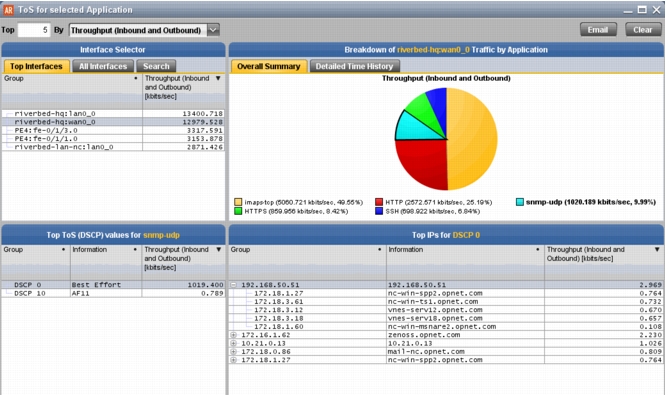 AR ToS for selected Application
Top 5 By Throughput (Inbound and Outbound) Email Clear
Interface Selector
Top Interfaces All Interfaces Search
Group Throughput (Inbound and Outbound) [kbits/sec]
riverbed-hq:lan0_0 13400.718
riverbed-hq:wan0_0 12979.528
PE4:fe-0/1/3.0 3317.591
PE4:fe-0/1/1.0 3153.878
riverbed-lan-nc:lan0_0 2871.426
Breakdown of riverbed-hq:wan0_0 Traffic by Application
Overall Summary Detailed Time History
Throughput (Inbound and Outbound)
imaps-tcp (5060.721 kbits/sec, 49.55%) HTTP (2572.571 kbits/sec, 25.19%) snmp-udp (1020.189 kbits/sec, 9.99%)
HTTPS (859.956 kbits/sec, 8.42%) SSH (698.922 kbits/sec, 6.84%)
Top ToS (DSCP) values for snmp-udp
Group Information Throughput (Inbound and Outbound) [kbits/sec]
DSCP 0 Best Effort 1019.400
DSCP 10 AF11 0.789
Top IPs for DSCP 0
Group Information Throughput (Inbound and Outbound) [kbits/sec]
192.168.50.51 192.168.50.51 2.969
172.18.1.27 nc-win-spp2.opnet.com 0.764
172.18.3.61 nc-win-ts1.opnet.com 0.732
172.18.3.12 vnes-serv12.opnet.com 0.670
172.18.3.18 vnes-serv18.opnet.com 0.657
172.18.1.60 nc-win-msnare2.opnet.com 0.108
172.16.1.62 zenoss.opnet.com 2.230
10.21.0.13 10.21.0.13 1.026
172.18.0.86 mail-nc.opnet.com 0.809
172.18.1.27 nc-win-spp2.opnet.com 0.764